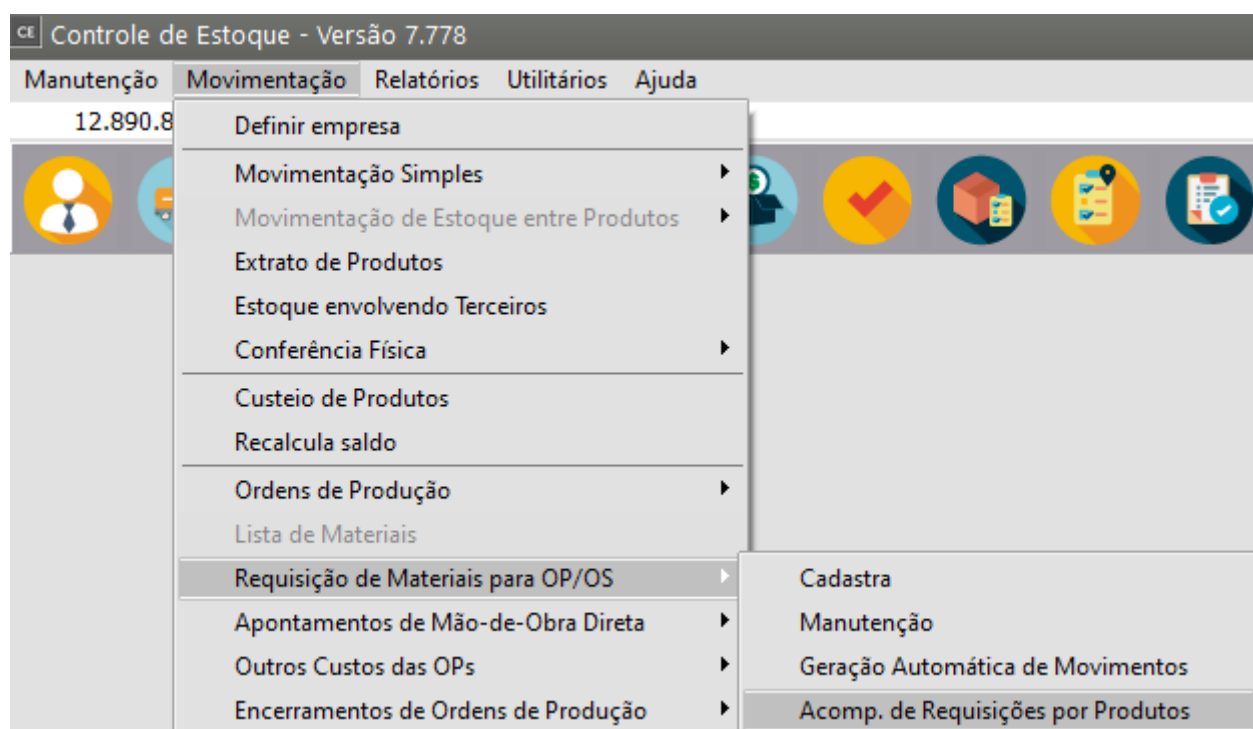 CE Controle de Estoque - Versão 7.778
Manutenção Movimentação Relatórios Utilitários Ajuda
12.890.8
Definir empresa
Movimentação Simples
Movimentação de Estoque entre Produtos
Extrato de Produtos
Estoque envolvendo Terceiros
Conferência Física
Custeio de Produtos
Recalcula saldo
Ordens de Produção
Lista de Materiais
Requisição de Materiais para OP/OS
Cadastra
Apontamentos de Mão-de-Obra Direta
Manutenção
Outros Custos das OPs
Geração Automática de Movimentos
Encerramentos de Ordens de Produção
Acomp. de Requisições por Produtos